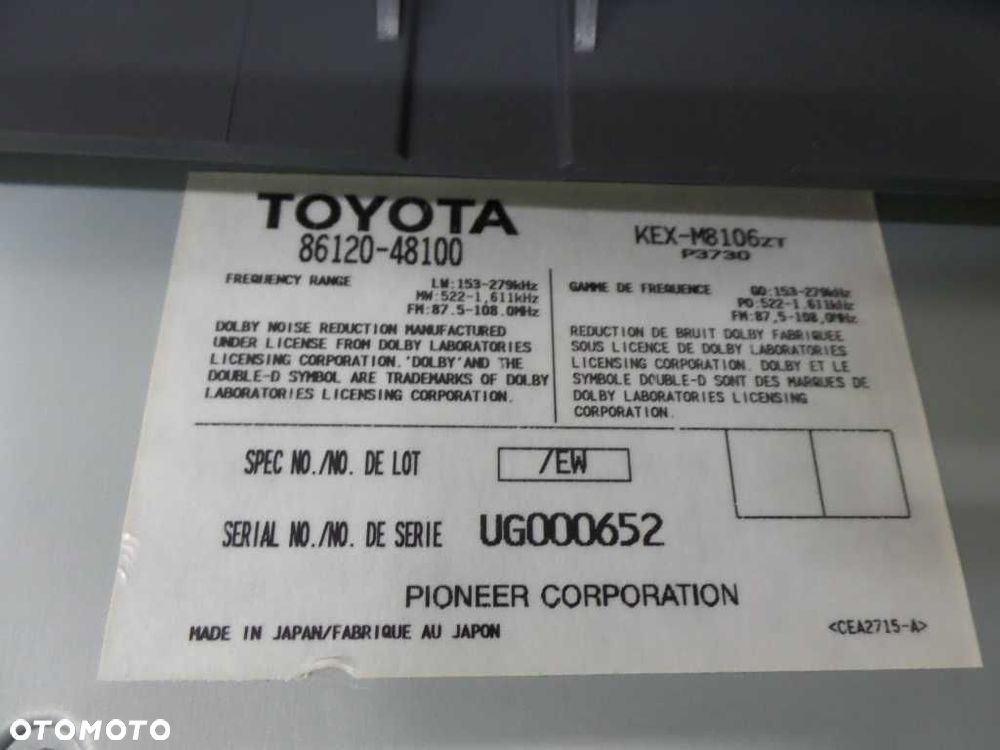 TOYOTA
86120-48100
KEX-M8106ZT
P3730
FREQUENCY RANGE
LW:153-279kHz
MW:522-1,611kHz
FM:87.5-108.0MHz
DOLBY NOISE REDUCTION MANUFACTURED
UNDER LICENSE FROM DOLBY LABORATORIES
LICENSING CORPORATION. 'DOLBY' AND THE
DOUBLE-D SYMBOL ARE TRADEMARKS OF DOLBY
LABORATORIES LICENSING CORPORATION.
GAMME DE FREQUENCE
GO:153-279kHz
PO:522-1.611kHz
FM:87,5-108,0MHz
REDUCTION DE BRUIT DOLBY FABRIQUEE
SOUS LICENCE DE DOLBY LABORATORIES
LICENSING CORPORATION. DOLBY ET LE
SYMBOLE DOUBLE-D SONT DES MARQUES DE
DOLBY LABORATORIES LICENSING
CORPORATION.
SPEC NO./NO. DE LOT /EW
SERIAL NO./NO. DE SERIE UG000652
PIONEER CORPORATION
MADE IN JAPAN/FABRIQUE AU JAPON <CEA2715-A>
OTOMOTO